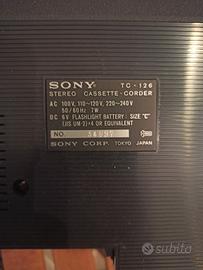 SONY TC-126
STEREO CASSETTE-CORDER
AC 100V, 110~120V, 220~240V
50/60Hz 7W
DC 6V FLASHLIGHT BATTERY: SIZE "C"
(JIS UM-2)×4 OR EQUIVALENT
NO.
SONY CORP. TOKYO JAPAN
subito